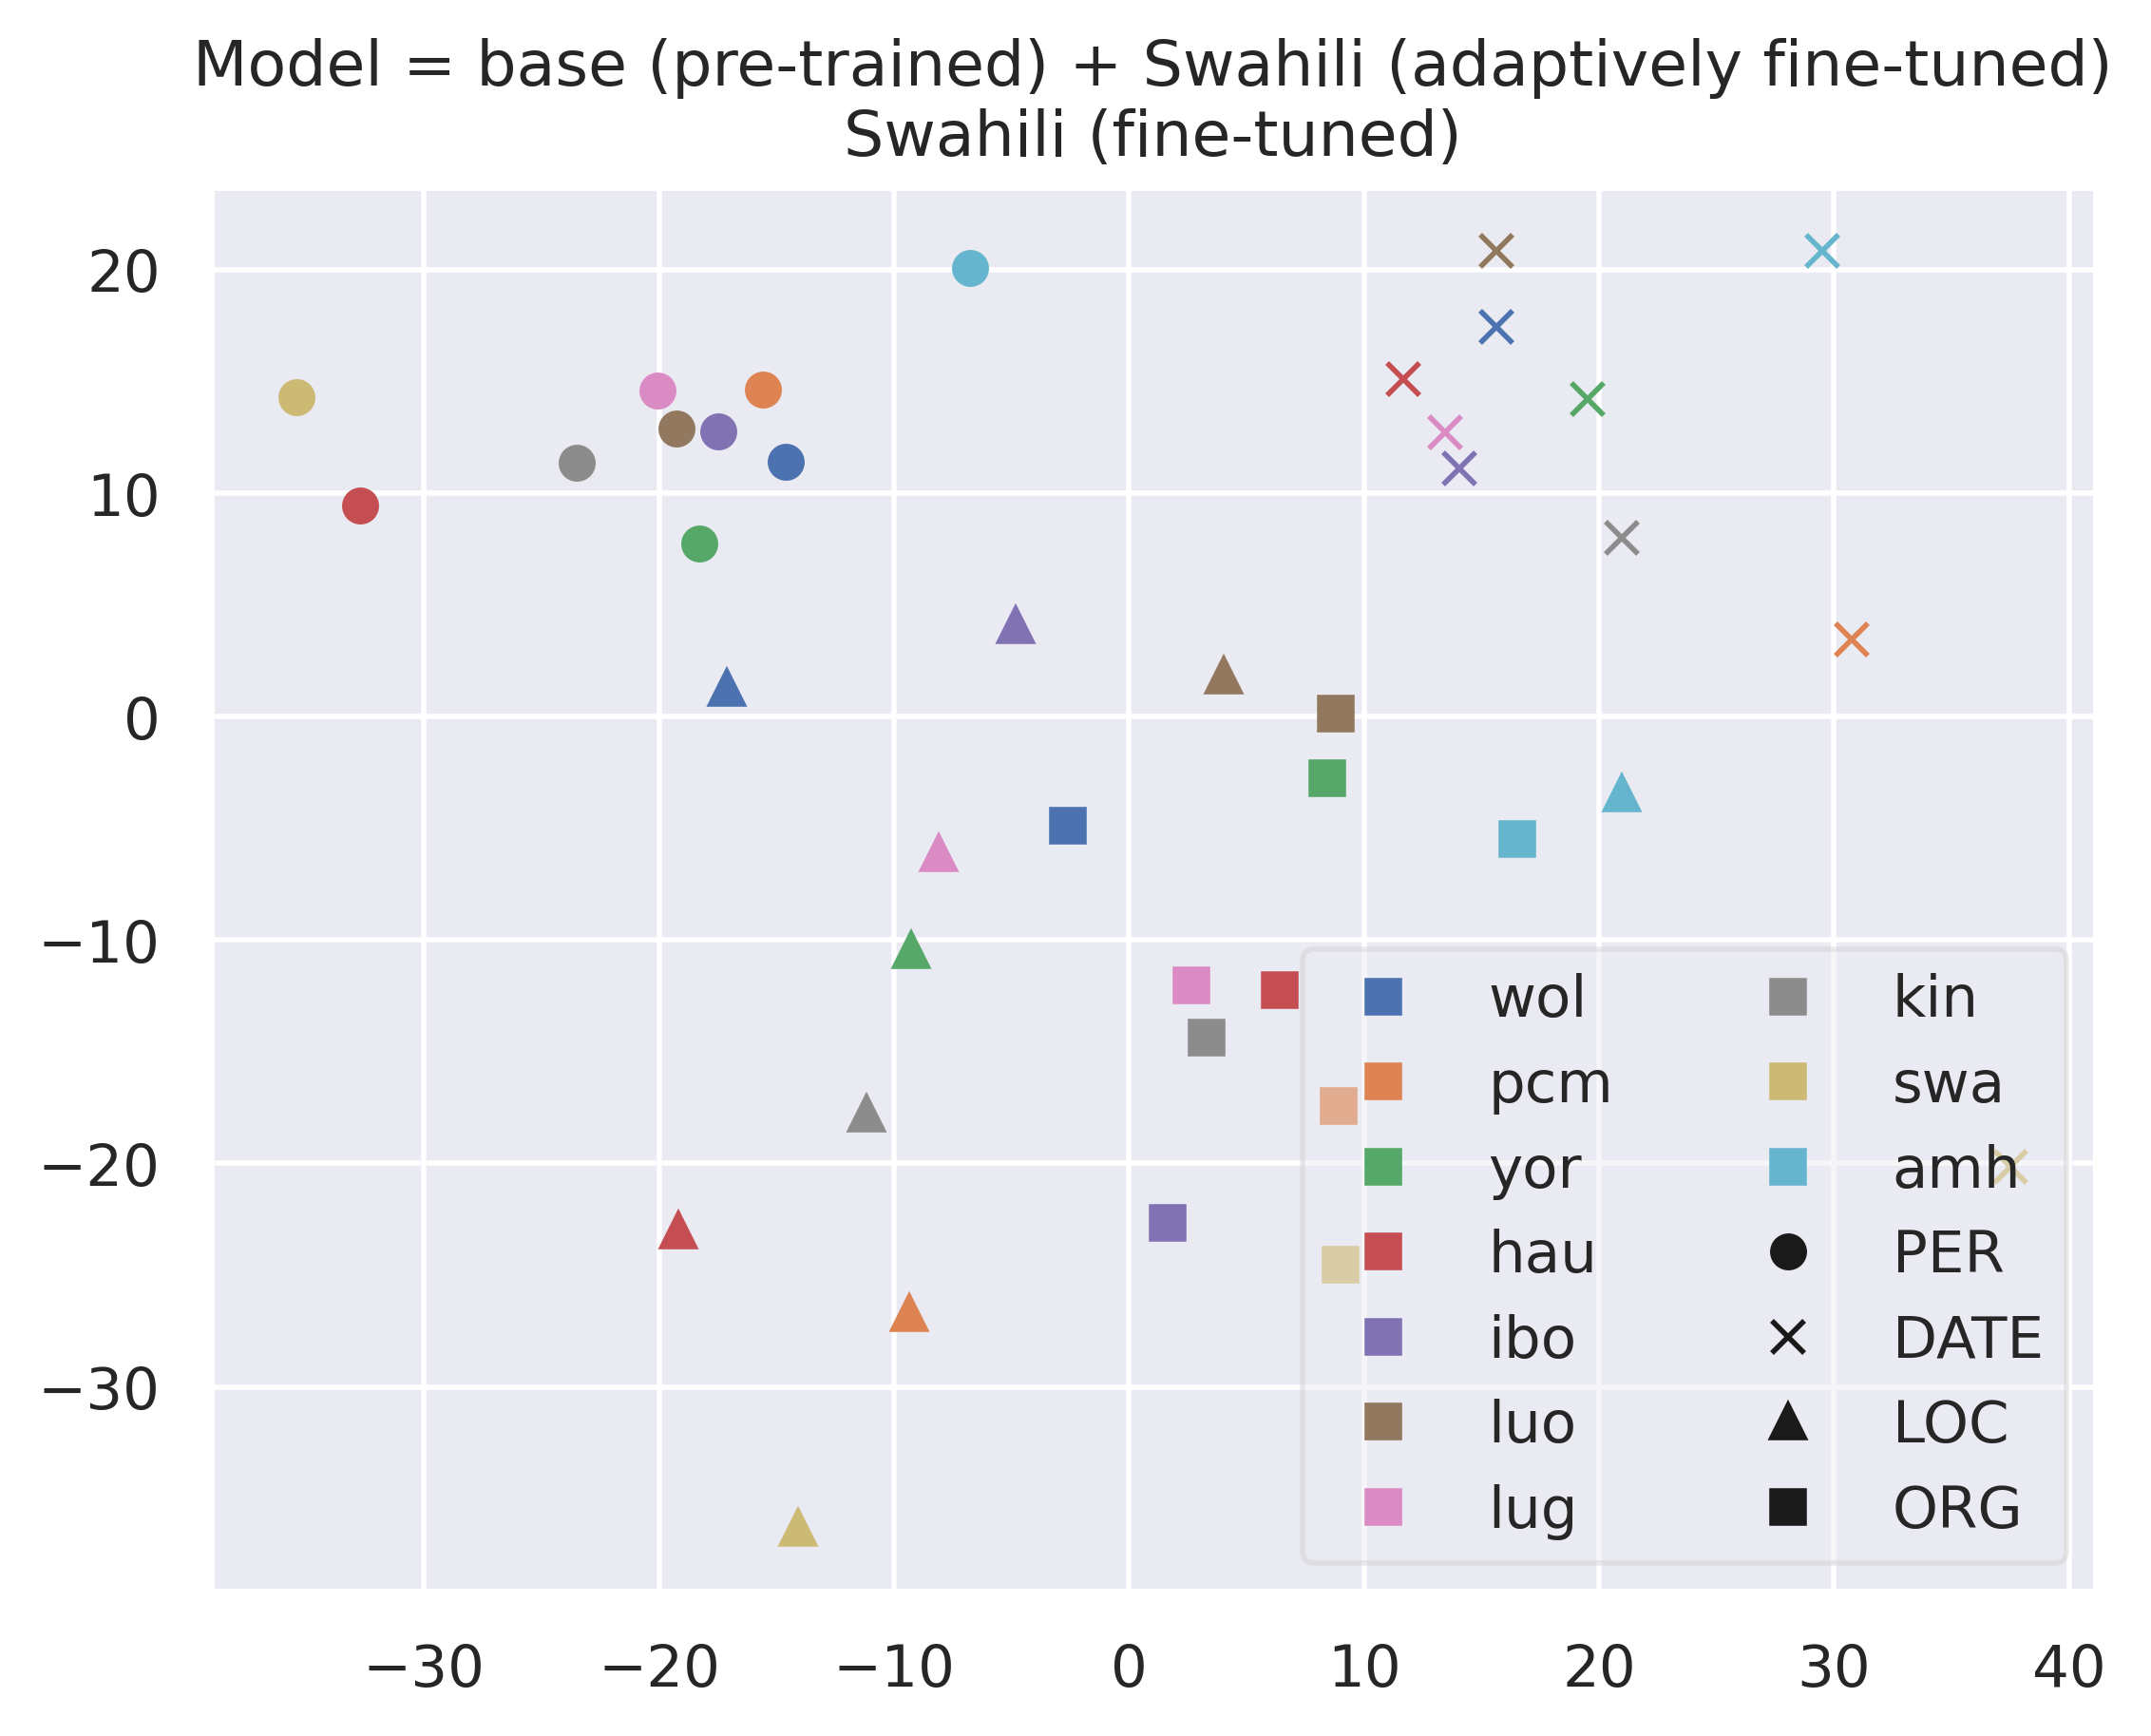 Model = base (pre-trained) + Swahili (adaptively fine-tuned)
Swahili (fine-tuned)
20
10
0
−10
−20
−30
−30
−20
−10
0
10
20
30
40
wol
pcm
yor
hau
ibo
luo
lug
kin
swa
amh
PER
DATE
LOC
ORG